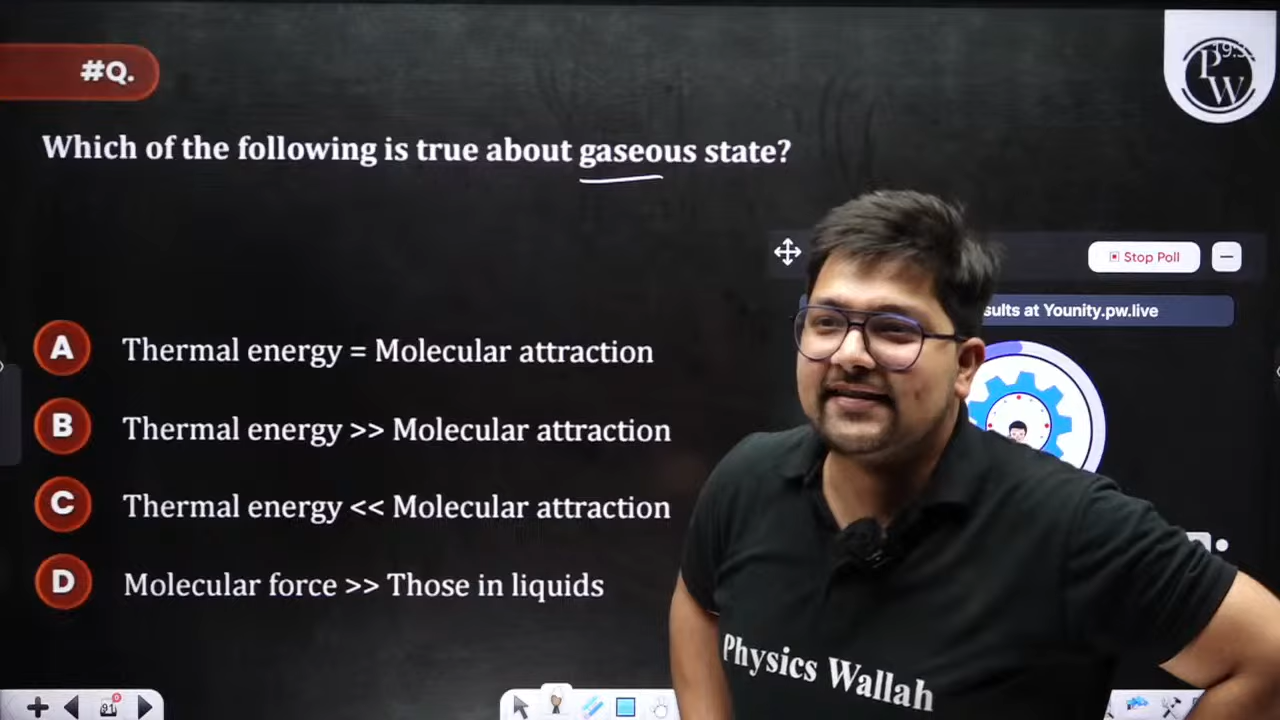 #Q.
Which of the following is true about gaseous state?
A Thermal energy = Molecular attraction
B Thermal energy >> Molecular attraction
C Thermal energy << Molecular attraction
D Molecular force >> Those in liquids
Stop Poll
at Younity.pw.live
P
W
Physics Wallah
91